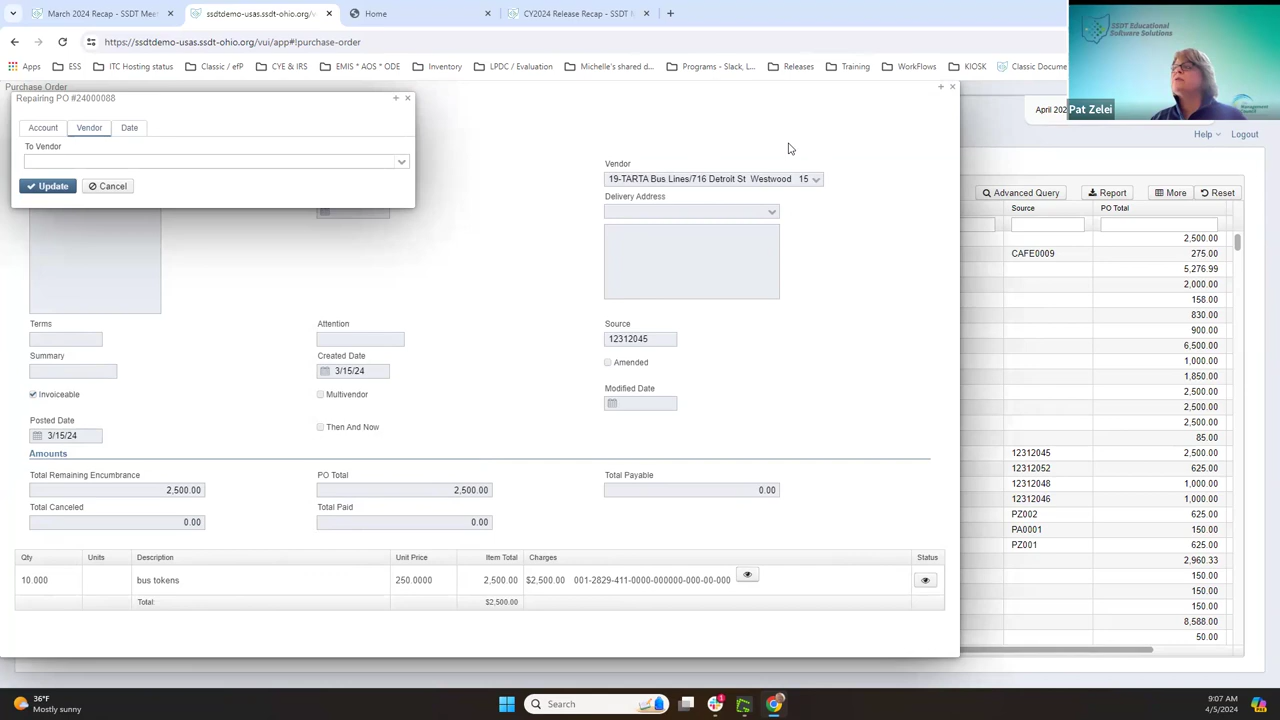 March 2024 Recap - SSDT Meet
ssdtdemo-usas.ssdt-ohio.org/vu
Home
CY2024 Release Recap - SSDT M
https://ssdtdemo-usas.ssdt-ohio.org/vui/app#!purchase-order
Apps
ESS
ITC Hosting status
Classic / efP
CYE & IRS
EMIS * AOS * ODE
Inventory
LPDC / Evaluation
Michelle's shared d...
Programs - Slack, L...
Releases
Training
WorkFlows
KIOSK
Classic Docume
SSDT Educational
Software Solutions
Pat Zelei
Purchase Order
Repairing PO #24000088
Account
Vendor
Date
To Vendor
Update
Cancel
April 202
Help
Logout
Vendor
19-TARTA Bus Lines/716 Detroit St Westwood 15
Delivery Address
Terms
Attention
Source
12312045
Summary
Created Date
3/15/24
Amended
Invoiceable
Multivendor
Modified Date
Posted Date
3/15/24
Then And Now
Amounts
Total Remaining Encumbrance
PO Total
Total Payable
2,500.00
2,500.00
0.00
Total Canceled
Total Paid
0.00
0.00
Qty
Units
Description
Unit Price
Item Total
Charges
Status
10.000
bus tokens
250.0000
2,500.00
$2,500.00 001-2829-411-0000-000000-000-00-000
Total:
$2,500.00
Advanced Query
Report
More
Reset
Source
PO Total
2,500.00
CAFE0009
275.00
5,276.99
2,000.00
158.00
830.00
900.00
6,500.00
1,000.00
1,850.00
2,500.00
2,500.00
2,500.00
85.00
12312045
2,500.00
12312052
625.00
12312048
1,000.00
12312046
1,000.00
PZ002
625.00
PA0001
150.00
PZ001
625.00
2,960.33
150.00
150.00
150.00
8,588.00
50.00
36°F
Mostly sunny
Search
9:07 AM
4/5/2024